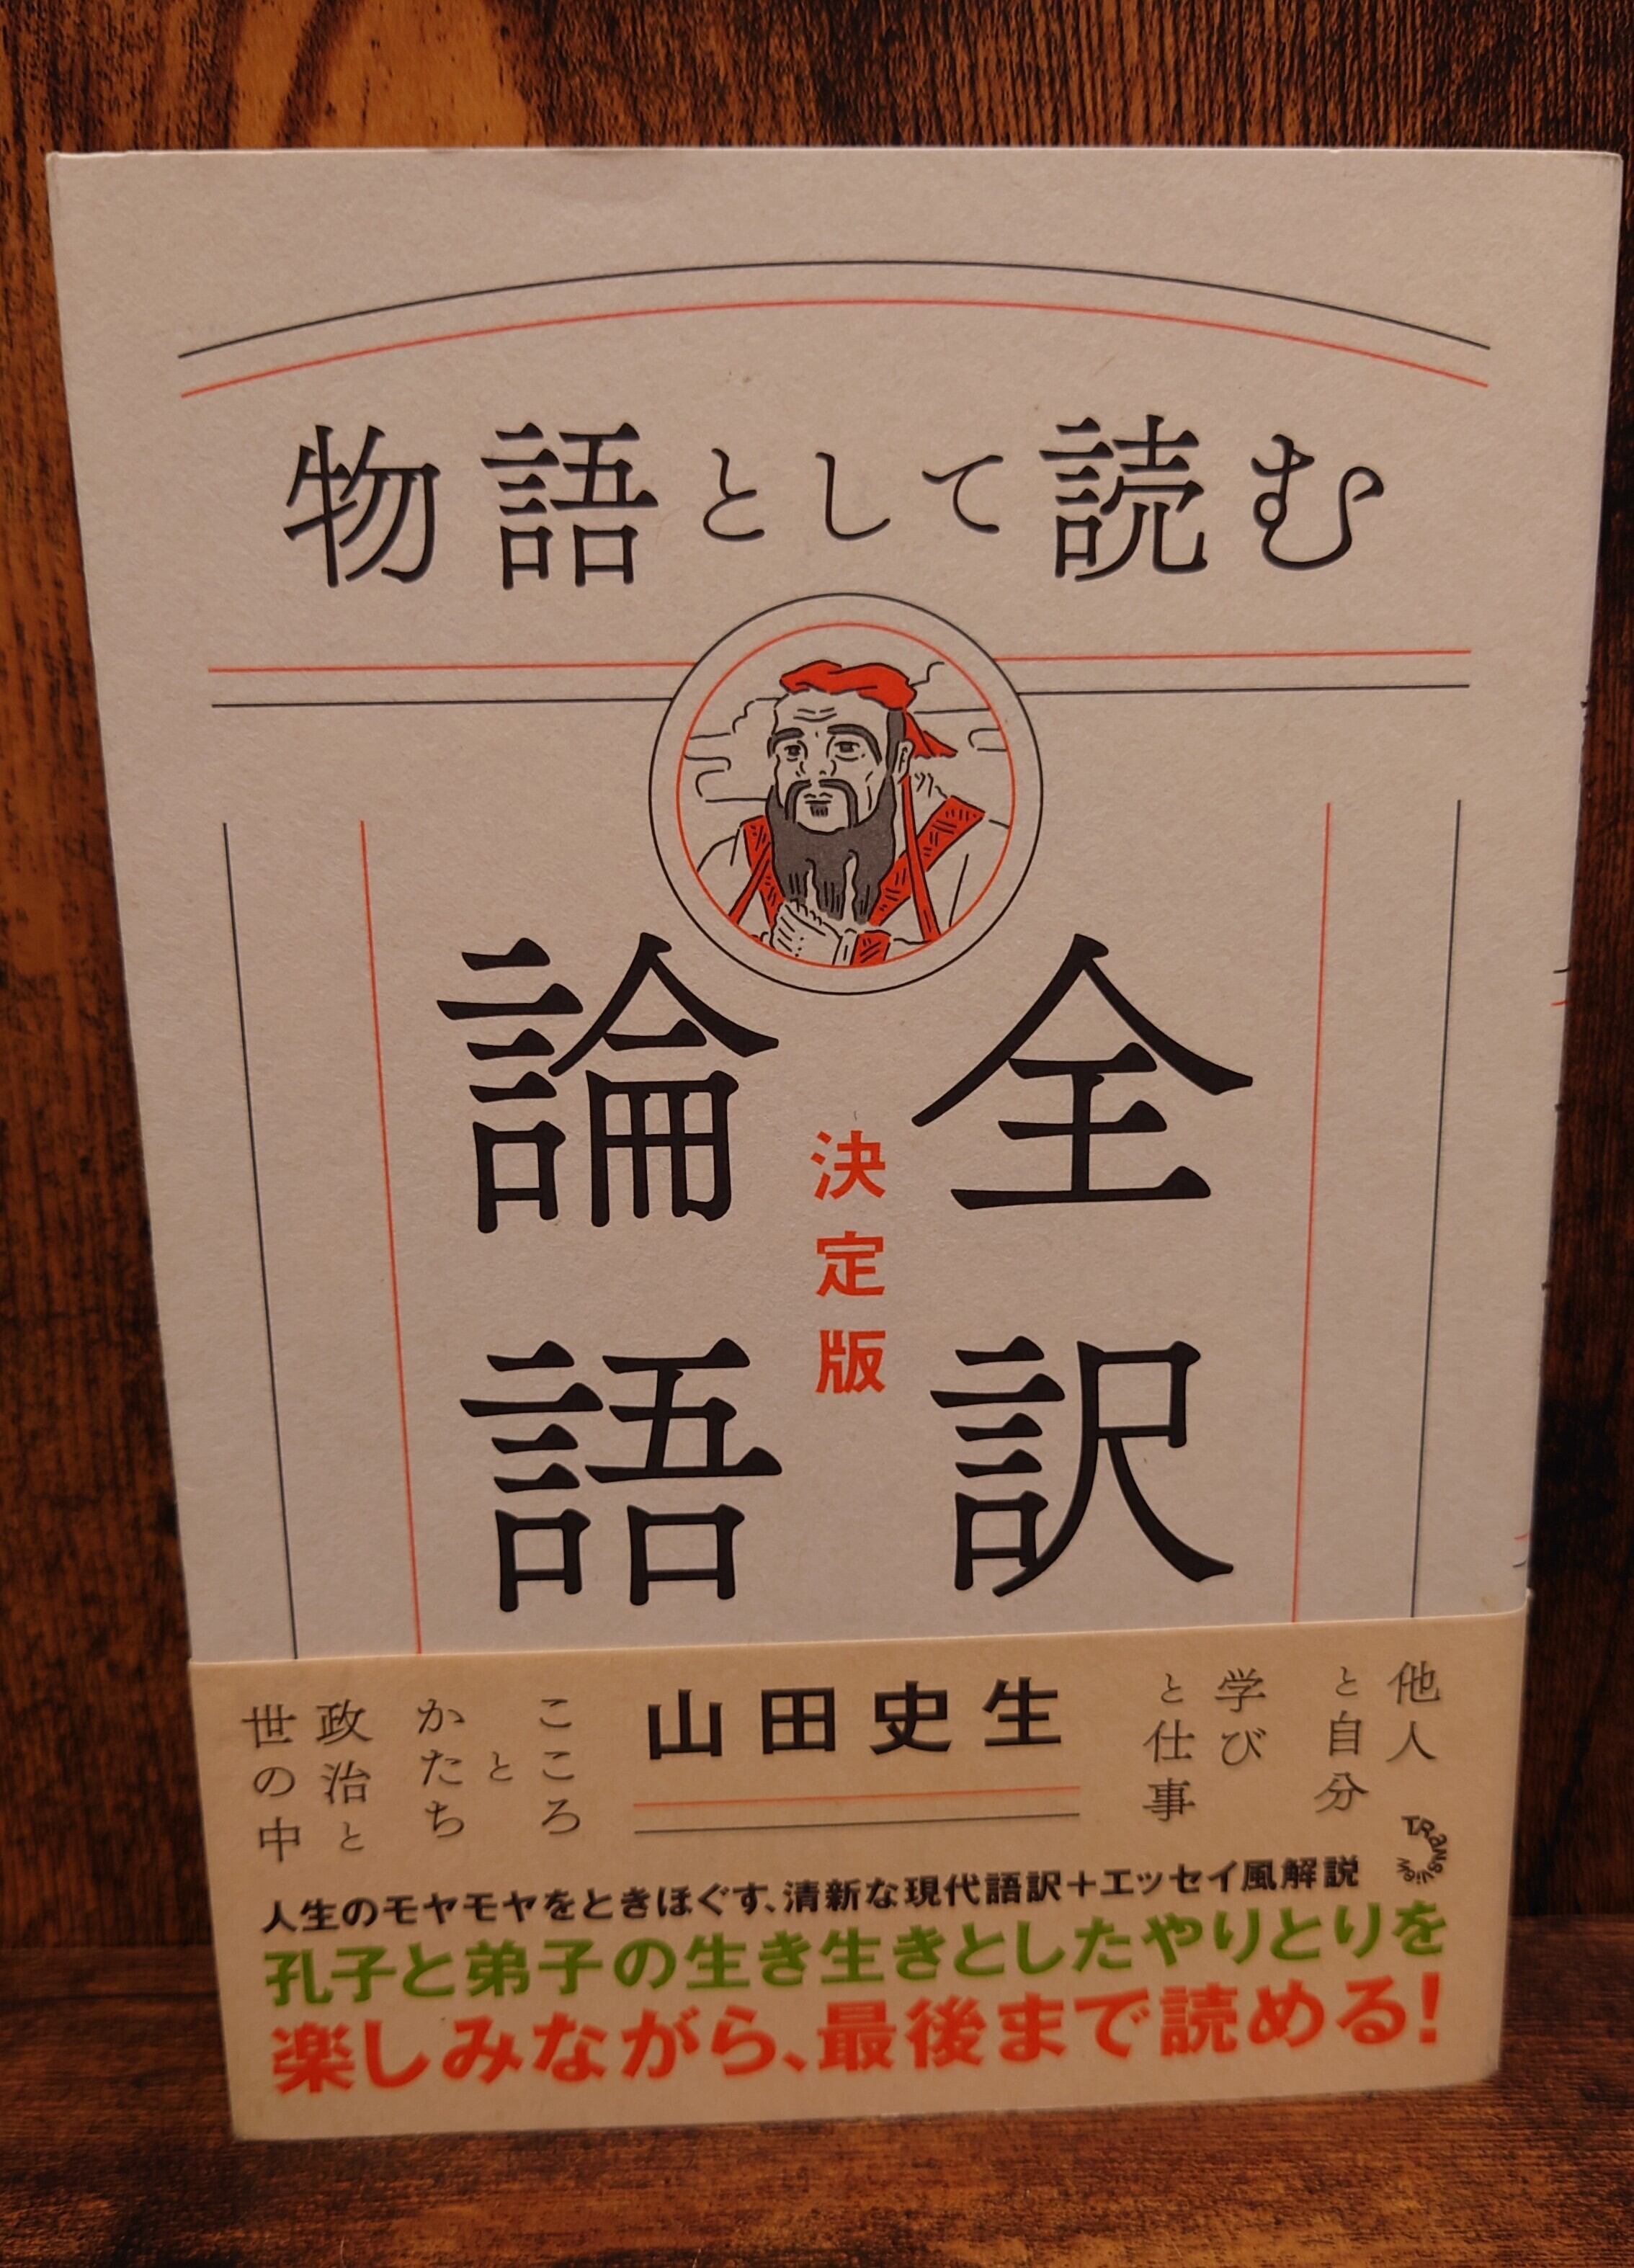 物語として読む
全訳
論語
決定版
山田史生
他人
と自分
学び
と仕事
こころ
と
かたち
政治と
世の中
TRansview
人生のモヤモヤをときほぐす、清新な現代語訳+エッセイ風解説
孔子と弟子の生き生きとしたやりとりを
楽しみながら、最後まで読める!